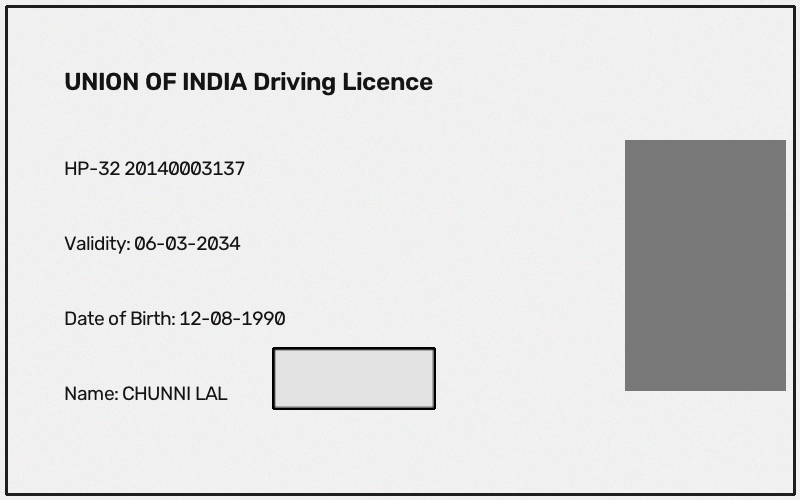 UNION OF INDIA Driving Licence
HP-32 20140003137
Validity: 06-03-2034
Date of Birth: 12-08-1990
Name: CHUNNI LAL